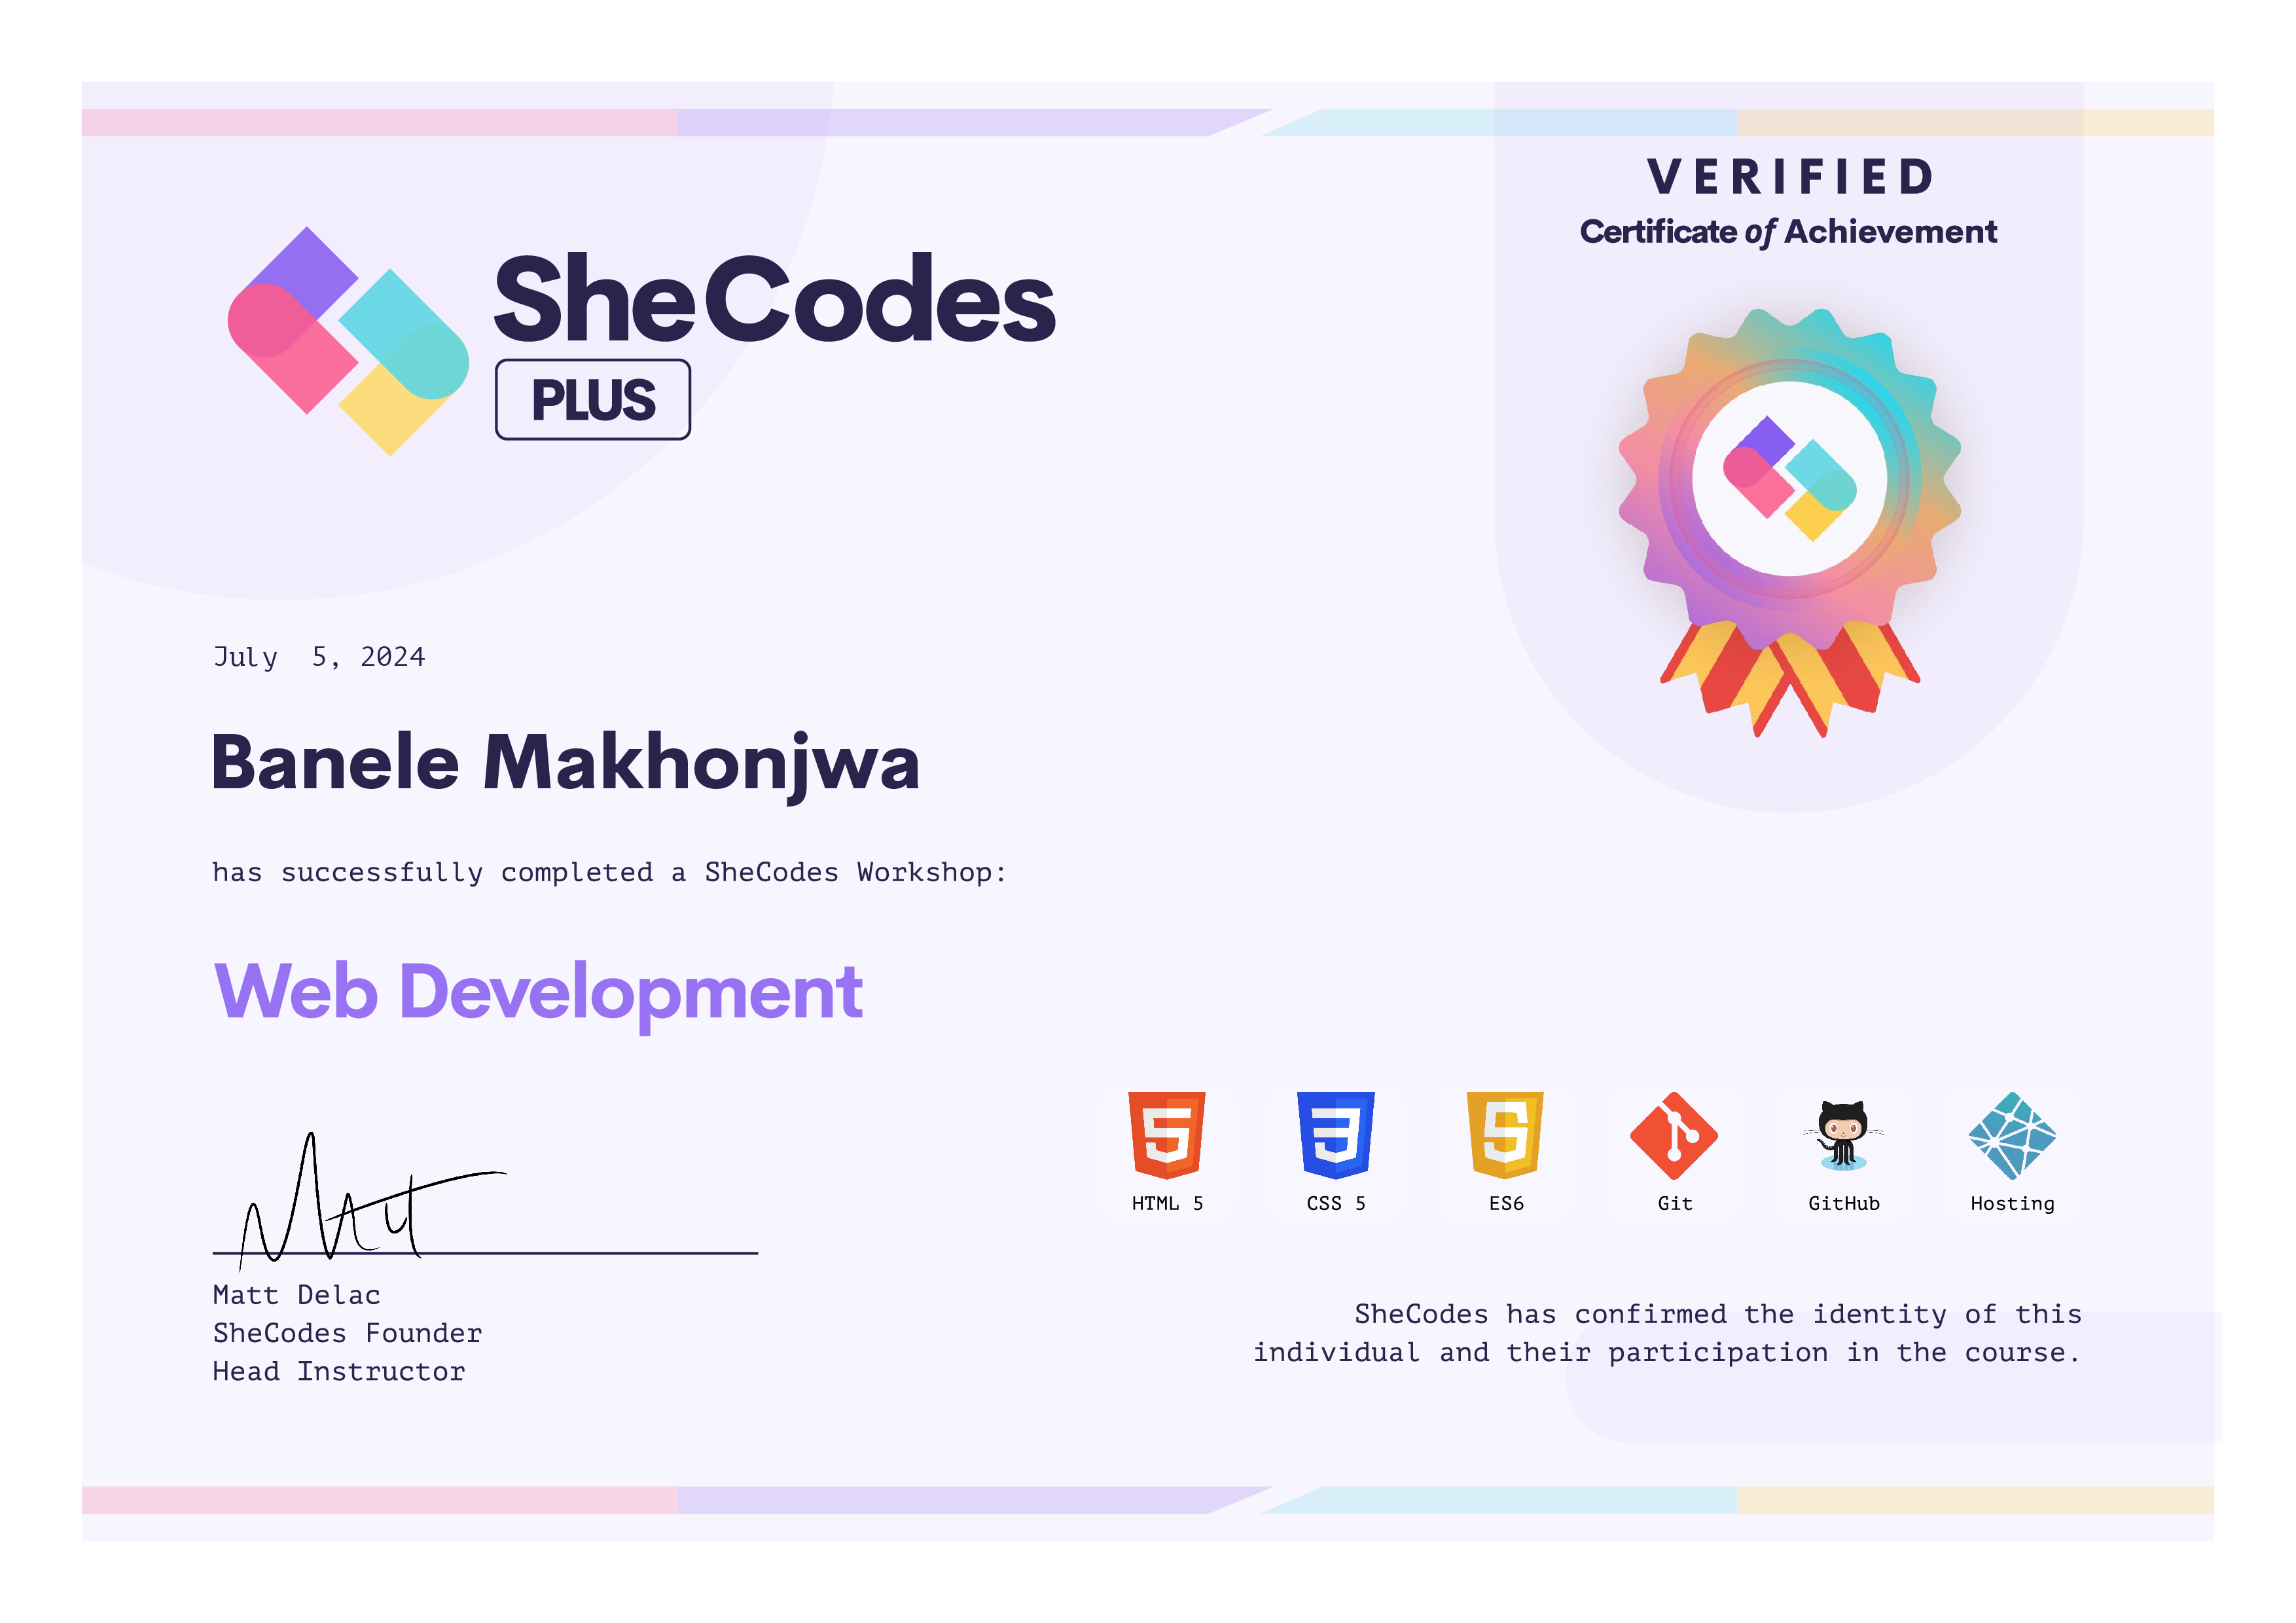 VERIFIED
Certificate of Achievement
SheCodes
PLUS
July 5, 2024
Banele Makhonjwa
has successfully completed a SheCodes Workshop:
Web Development
HTML 5
CSS 5
ES6
Git
GitHub
Hosting
Matt
Matt Delac
SheCodes Founder
Head Instructor
SheCodes has confirmed the identity of this
individual and their participation in the course.